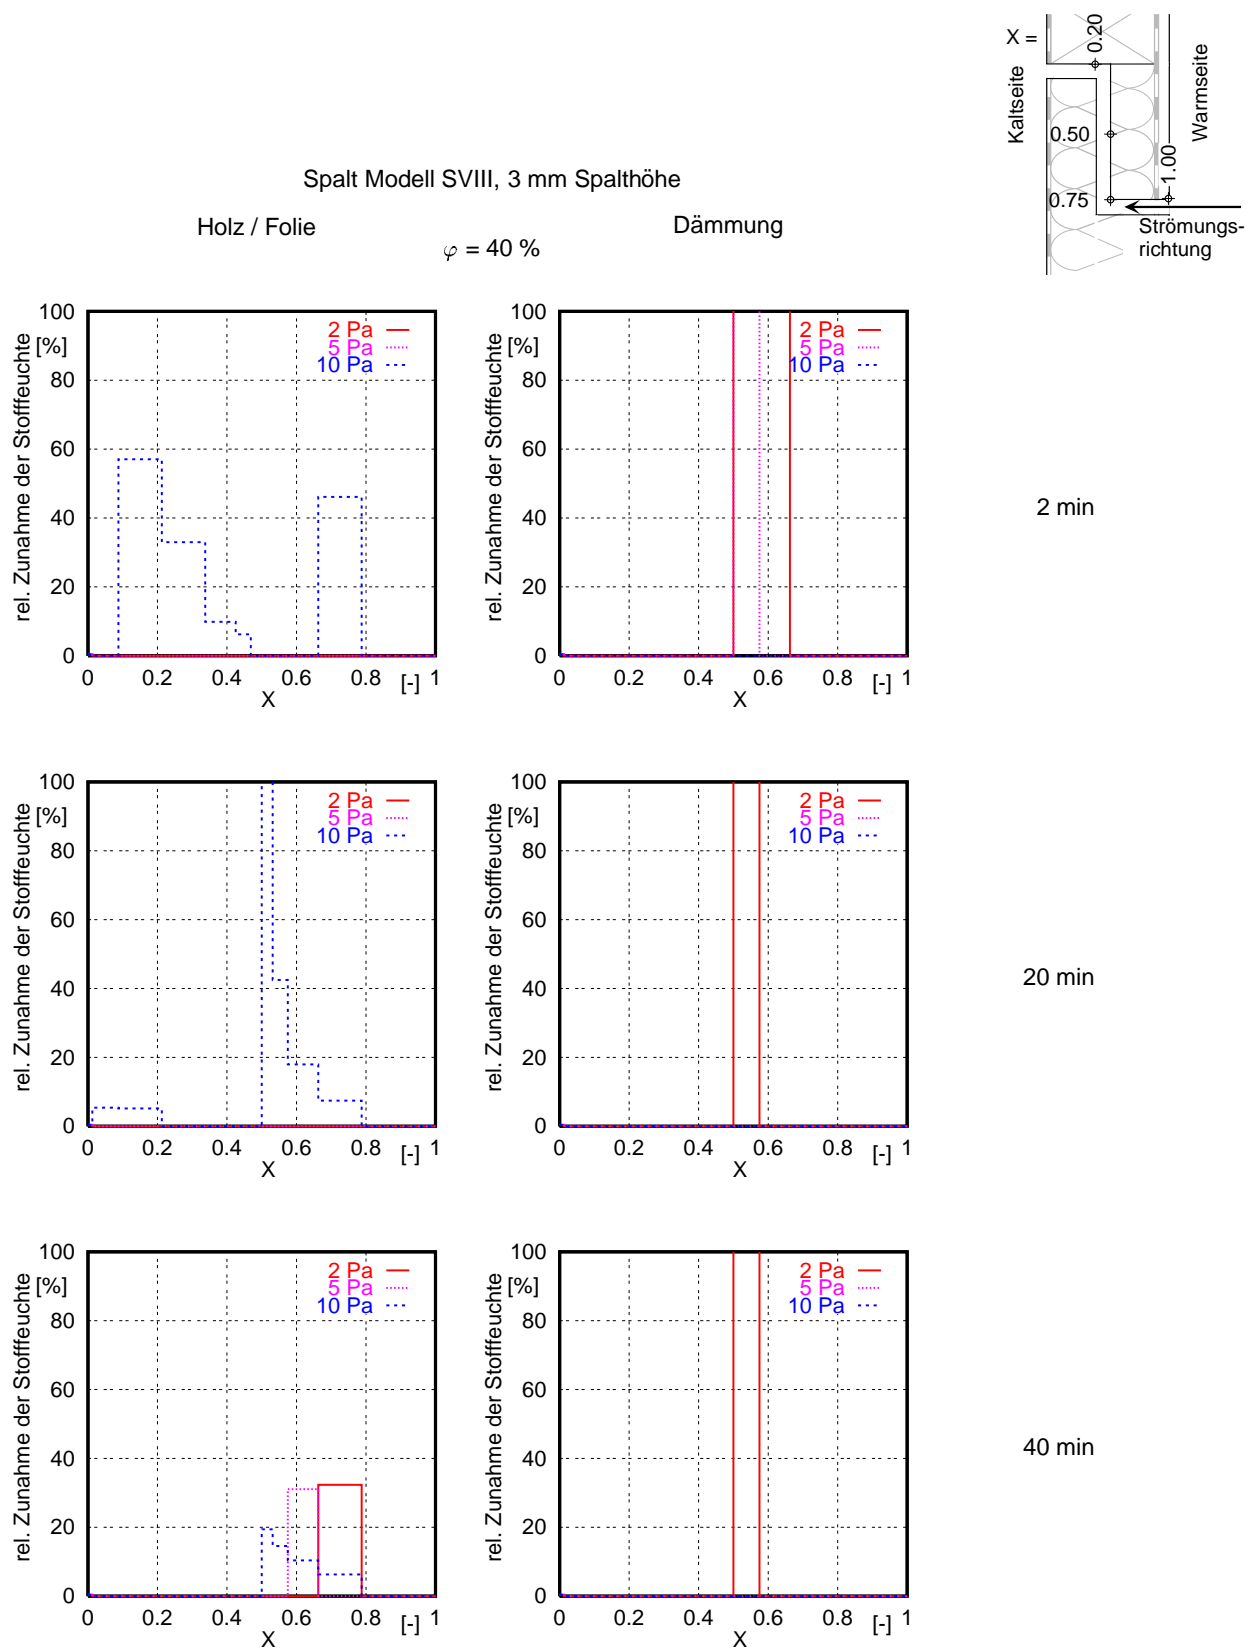 X =
0.20
Kaltseite
Warmseite
0.50
0.75
1.00
Strömungs-
richtung
Spalt Modell SVIII, 3 mm Spalthöhe
Holz / Folie
Dämmung
φ = 40 %
rel. Zunahme der Stofffeuchte
[%]
100
80
60
40
20
0
0 0.2 0.4 0.6 0.8 1
X
[-]
2 Pa
5 Pa
10 Pa
rel. Zunahme der Stofffeuchte
[%]
100
80
60
40
20
0
0 0.2 0.4 0.6 0.8 1
X
[-]
2 Pa
5 Pa
10 Pa
2 min
rel. Zunahme der Stofffeuchte
[%]
100
80
60
40
20
0
0 0.2 0.4 0.6 0.8 1
X
[-]
2 Pa
5 Pa
10 Pa
rel. Zunahme der Stofffeuchte
[%]
100
80
60
40
20
0
0 0.2 0.4 0.6 0.8 1
X
[-]
2 Pa
5 Pa
10 Pa
20 min
rel. Zunahme der Stofffeuchte
[%]
100
80
60
40
20
0
0 0.2 0.4 0.6 0.8 1
X
[-]
2 Pa
5 Pa
10 Pa
rel. Zunahme der Stofffeuchte
[%]
100
80
60
40
20
0
0 0.2 0.4 0.6 0.8 1
X
[-]
2 Pa
5 Pa
10 Pa
40 min